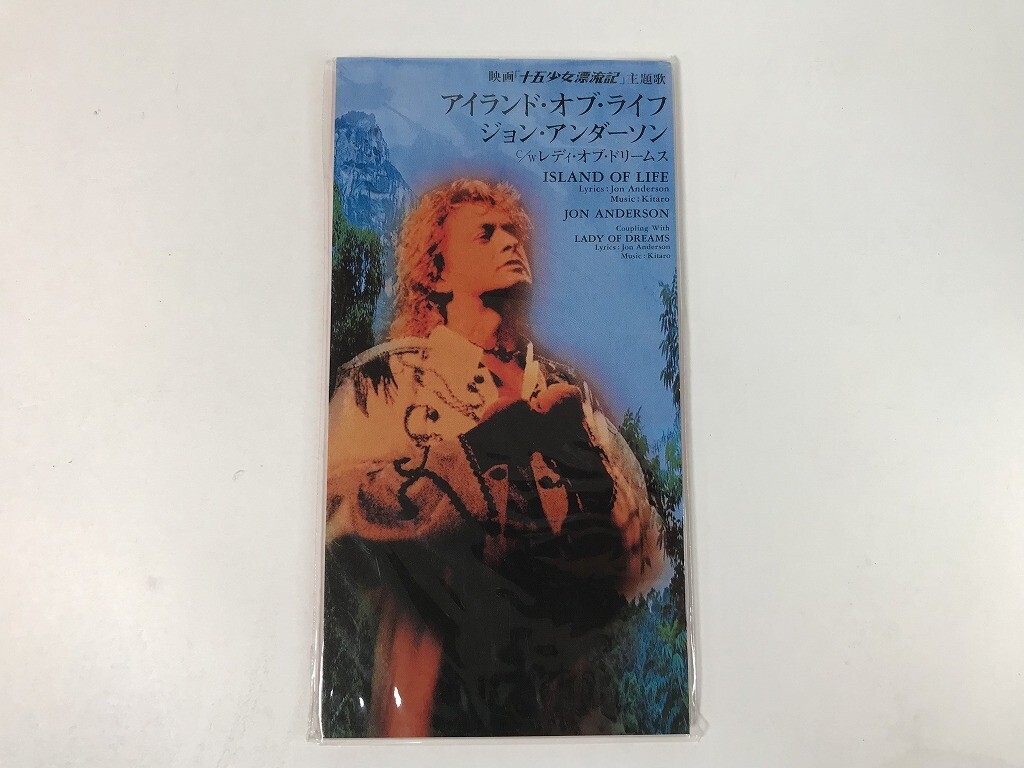 映画「十五少女漂流記」主題歌
アイランド・オブ・ライフ
ジョン・アンダーソン
C/Wレディ・オブ・ドリームス
ISLAND OF LIFE
Lyrics : Jon Anderson
Music : Kitaro
JON ANDERSON
Coupling With
LADY OF DREAMS
Lyrics : Jon Anderson
Music : Kitaro